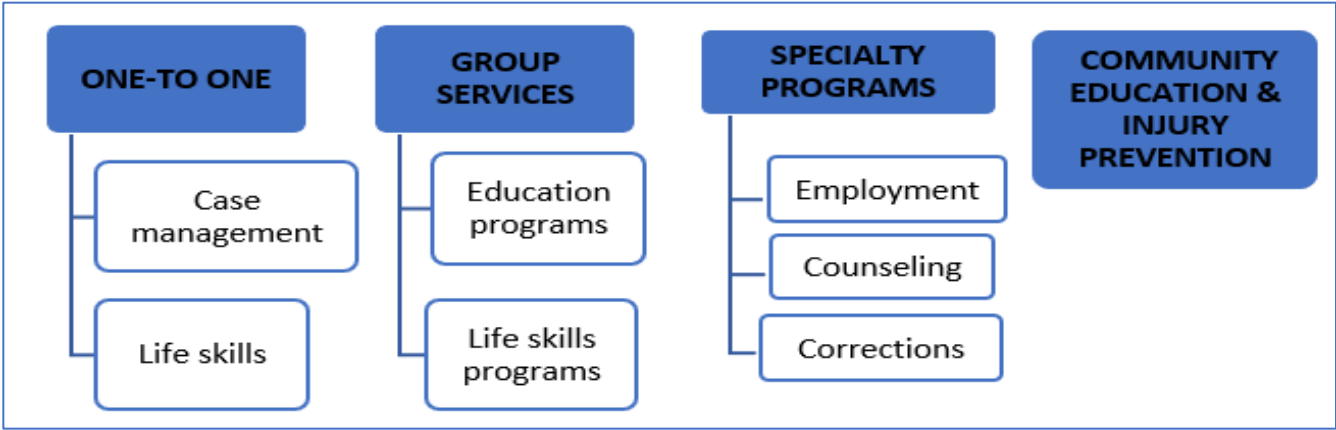 ONE-TO ONE
Case
management
Life skills
GROUP
SERVICES
Education
programs
Life skills
programs
SPECIALTY
PROGRAMS
Employment
Counseling
Corrections
COMMUNITY
EDUCATION &
INJURY
PREVENTION